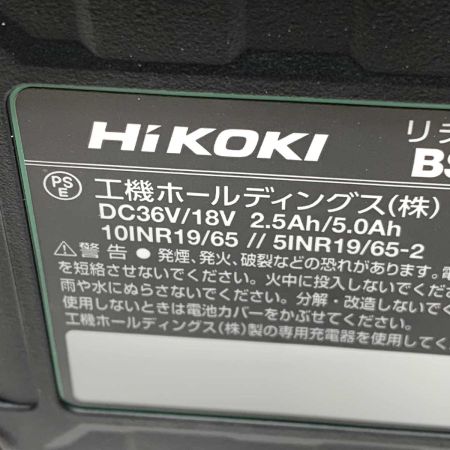 HiKOKI
リチ
BS
PS
E
工機ホールディングス(株)
DC36V/18V 2.5Ah/5.0Ah
10INR19/65 // 5INR19/65-2
⚠警告 ● 発煙、発火、破裂などの恐れがあります。電
を短絡させないでください。火中に投入しないでくださ
雨や水にぬらさないでください。分解・改造しないで
使用しないときは電池カバーをかぶせてください。
工機ホールディングス(株)製の専用充電器を使用してく